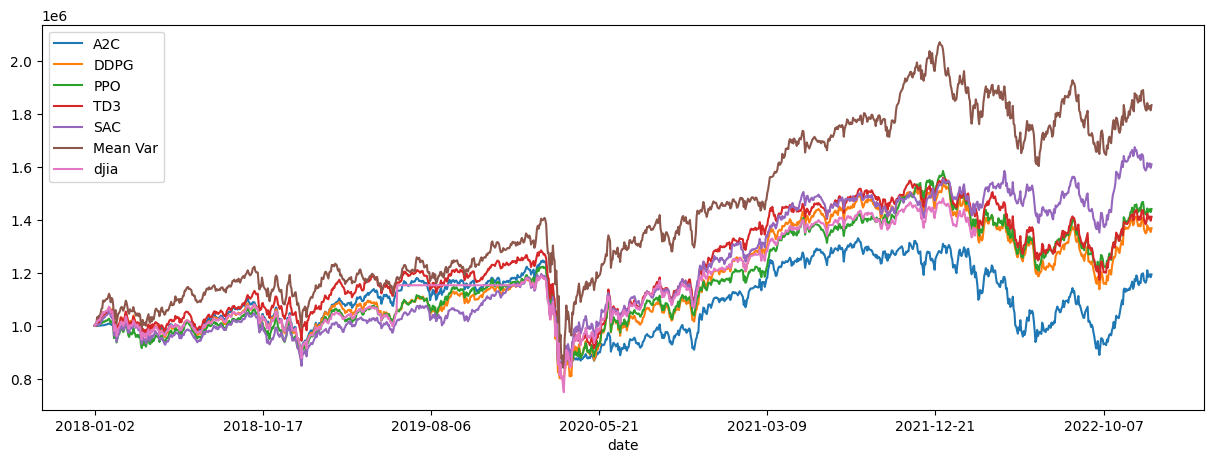 1e6
2.0
1.8
1.6
1.4
1.2
1.0
0.8
A2C
DDPG
PPO
TD3
SAC
Mean Var
djia
2018-01-02 2018-10-17 2019-08-06 2020-05-21 2021-03-09 2021-12-21 2022-10-07
date